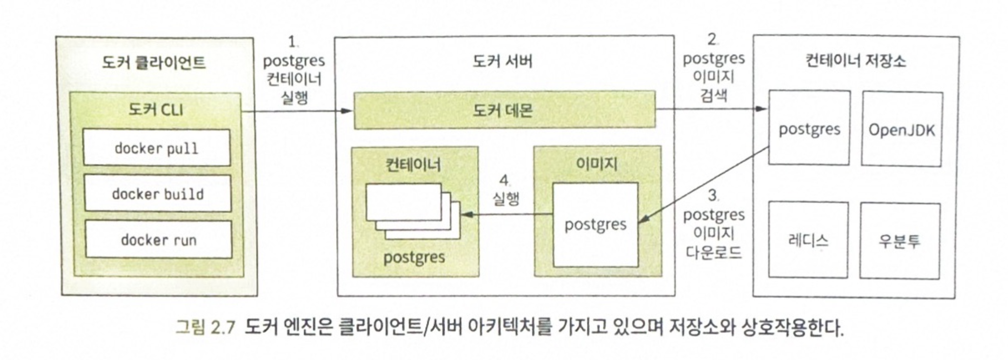 도커 클라이언트
도커 CLI
docker pull
docker build
docker run
1.
postgres
컨테이너
실행
도커 서버
도커 데몬
컨테이너
postgres
4.
실행
이미지
postgres
2.
postgres
이미지
검색
3.
postgres
이미지
다운로드
컨테이너 저장소
postgres
OpenJDK
레디스
우분투
그림 2.7 도커 엔진은 클라이언트/서버 아키텍처를 가지고 있으며 저장소와 상호작용한다.